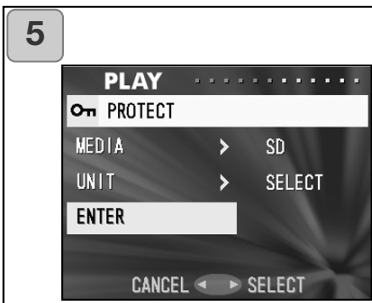 5
PLAY
PROTECT
MEDIA > SD
UNIT > SELECT
ENTER
CANCEL ◄ ► SELECT